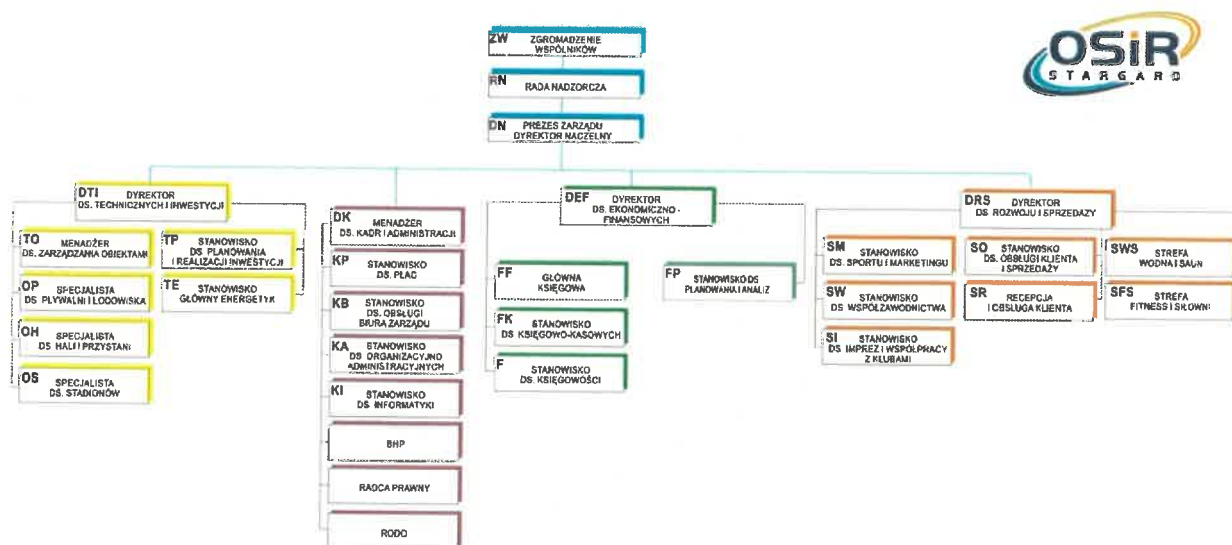 OSiR
STARGARD
ZW ZGROMADZENIE
WSPÓLNIKÓW
RN
RADA NADZORCZA
DN PREZES ZARZĄDU
DYREKTOR NACZELNY
DTI DYREKTOR
DS. TECHNICZNYCH I INWESTYCJI
TO MENADŻER
DS. ZARZĄDZANIA OBIEKTAMI
OP SPECJALISTA
DS. PŁYWALNI I LODOWISKA
OH SPECJALISTA
DS. HALI I PRZYSTANI
OS SPECJALISTA
DS. STADIONÓW
TP STANOWISKO
DS. PLANOWANIA
I REALIZACJI INWESTYCJI
TE STANOWISKO
GŁÓWNY ENERGETYK
DK MENADŻER
DS. KADR I ADMINISTRACJI
KP STANOWISKO
DS. PŁAC
KB STANOWISKO
DS. OBSŁUGI
BIURA ZARZĄDU
KA STANOWISKO
DS ORGANIZACYJNO
ADMINISTRACYJNYCH
KI STANOWISKO
DS. INFORMATYKI
BHP
RADCA PRAWNY
RODO
DEF DYREKTOR
DS. EKONOMICZNO -
FINANSOWYCH
FF GŁÓWNA
KSIĘGOWA
FK STANOWISKO
DS. KSIĘGOWO-KASOWYCH
F STANOWISKO
DS. KSIĘGOWOŚCI
FP STANOWISKO DS
PLANOWANIA I ANALIZ
DRS DYREKTOR
DS. ROZWOJU I SPRZEDAŻY
SM STANOWISKO
DS. SPORTU I MARKETINGU
SW STANOWISKO
DS WSPÓŁZAWODNICTWA
SI STANOWISKO
DS. IMPREZ I WSPÓŁPRACY
Z KLUBAMI
SO STANOWISKO
DS. OBSŁUGI KLIENTA
I SPRZEDAŻY
SR RECEPCJA
I OBSŁUGA KLIENTA
SWS STREFA
WODNA I SAUN
SFS STREFA
FITNESS I SIŁOWNI